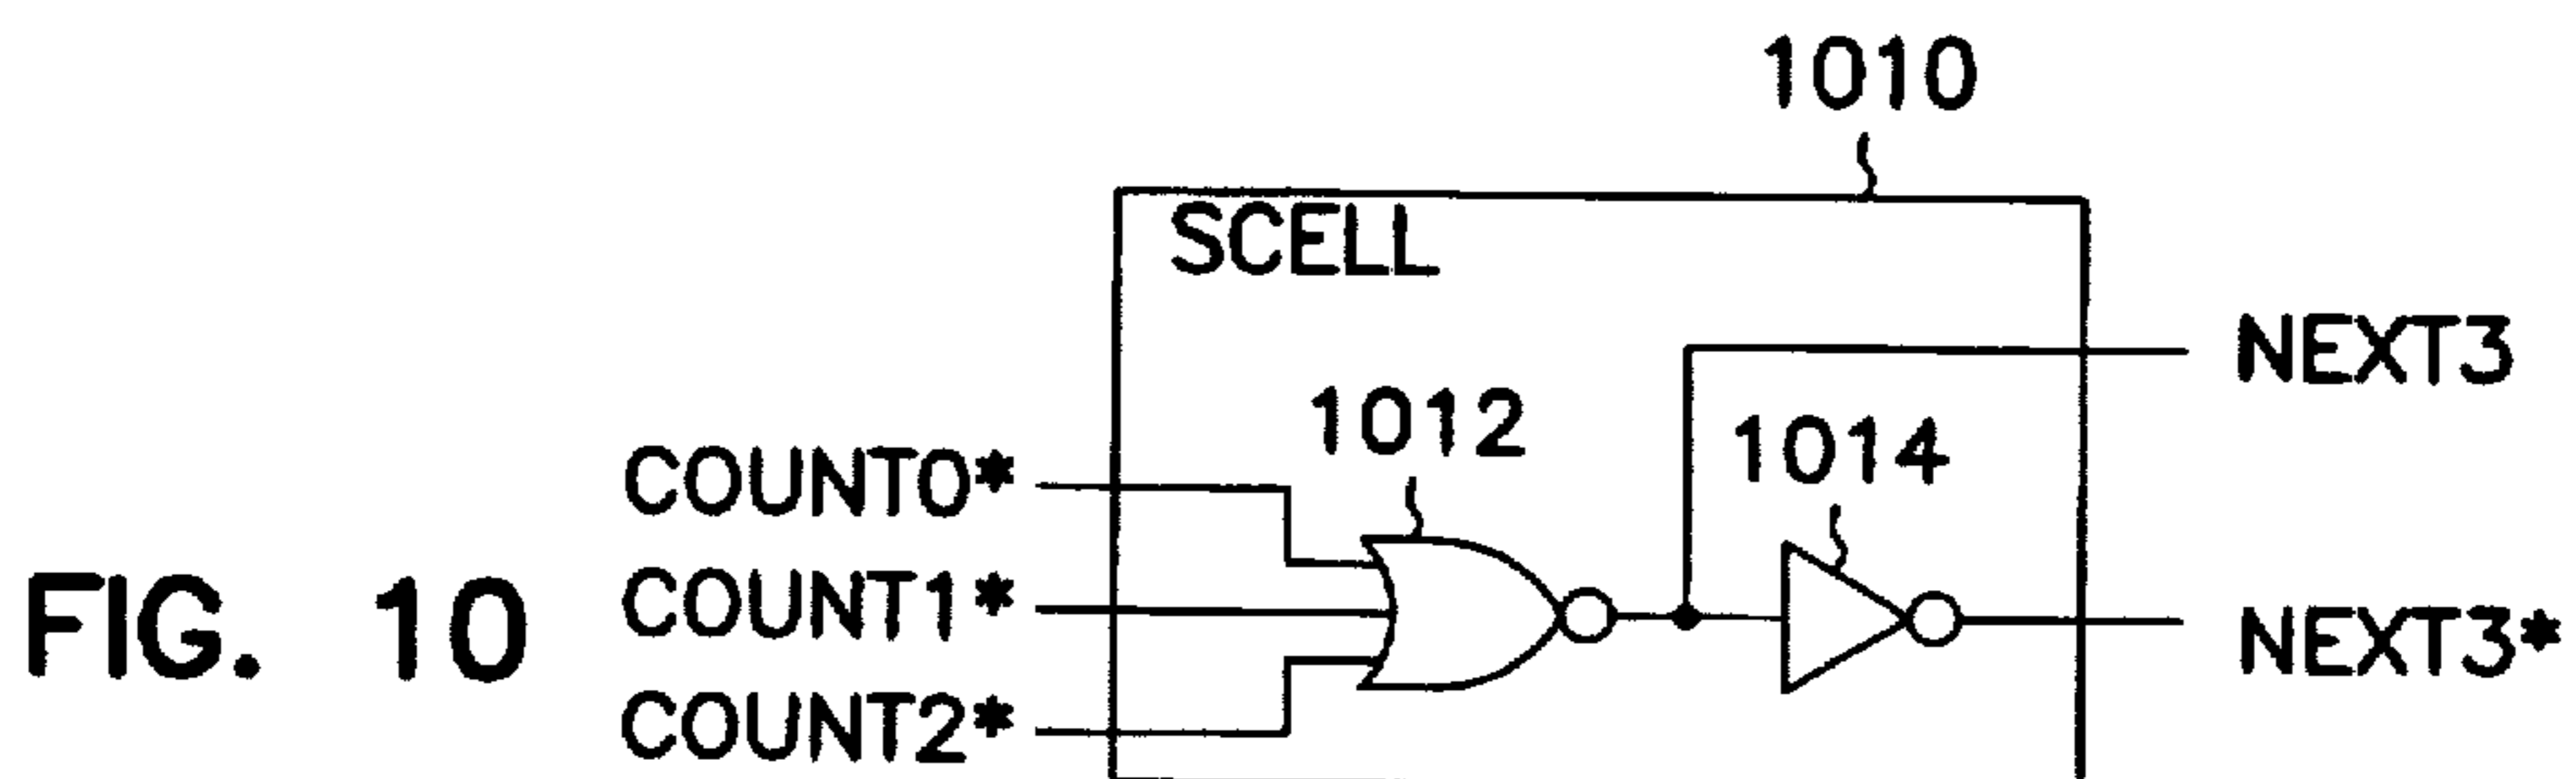 1010
SCELL
NEXT3
1012
1014
COUNT0*
COUNT1*
NEXT3*
FIG. 10
COUNT2*